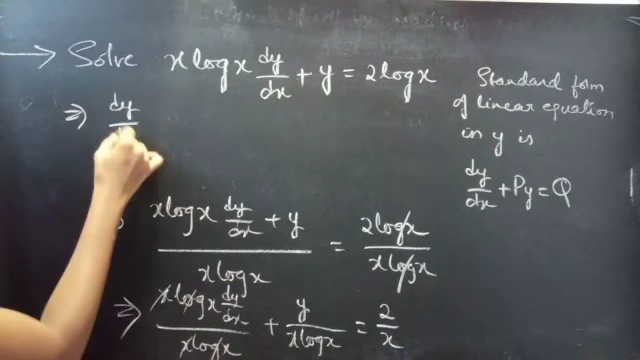 → Solve x log x dy/dx + y = 2 log x
Standard form
of linear equation
in y is
dy/dx + Py = Q
⇒ dy
(x log x dy/dx + y)/(x log x) = 2 log x/(x log x)
⇒ (x log x dy/dx)/(x log x) + y/(x log x) = 2/x